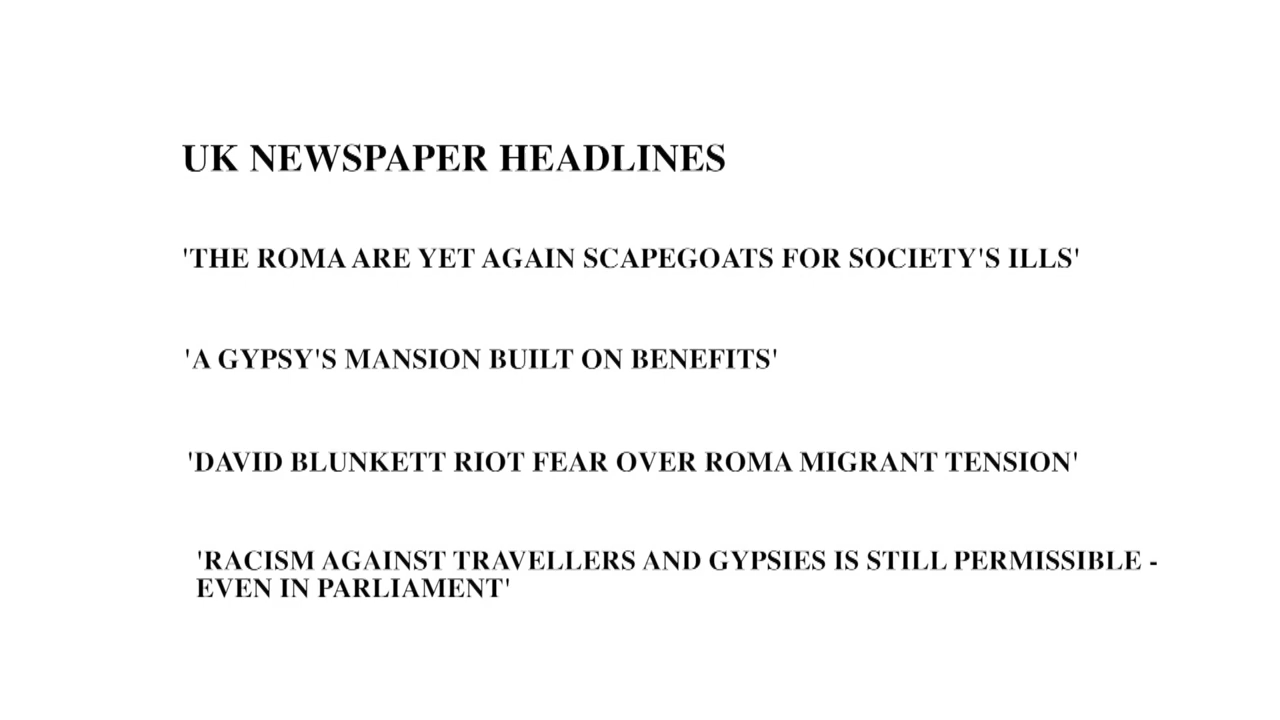 UK NEWSPAPER HEADLINES
'THE ROMA ARE YET AGAIN SCAPEGOATS FOR SOCIETY'S ILLS'
'A GYPSY'S MANSION BUILT ON BENEFITS'
'DAVID BLUNKETT RIOT FEAR OVER ROMA MIGRANT TENSION'
'RACISM AGAINST TRAVELLERS AND GYPSIES IS STILL PERMISSIBLE -
EVEN IN PARLIAMENT'